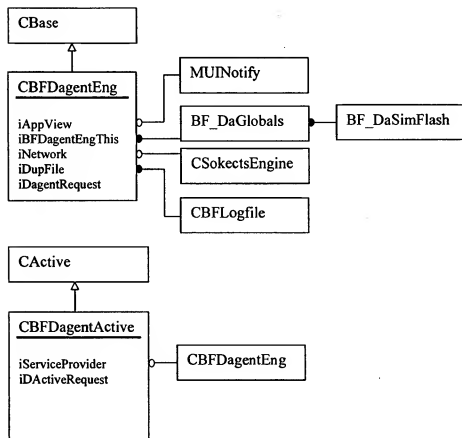 CBase
CBFDagentEng
iAppView
iBFDagentEngThis
iNetwork
iDupFile
iDagentRequest
MUINotify
BF_DaGlobals
BF_DaSimFlash
CSokectsEngine
CBFLogfile
CActive
CBFDagentActive
iServiceProvider
iDActiveRequest
CBFDagentEng